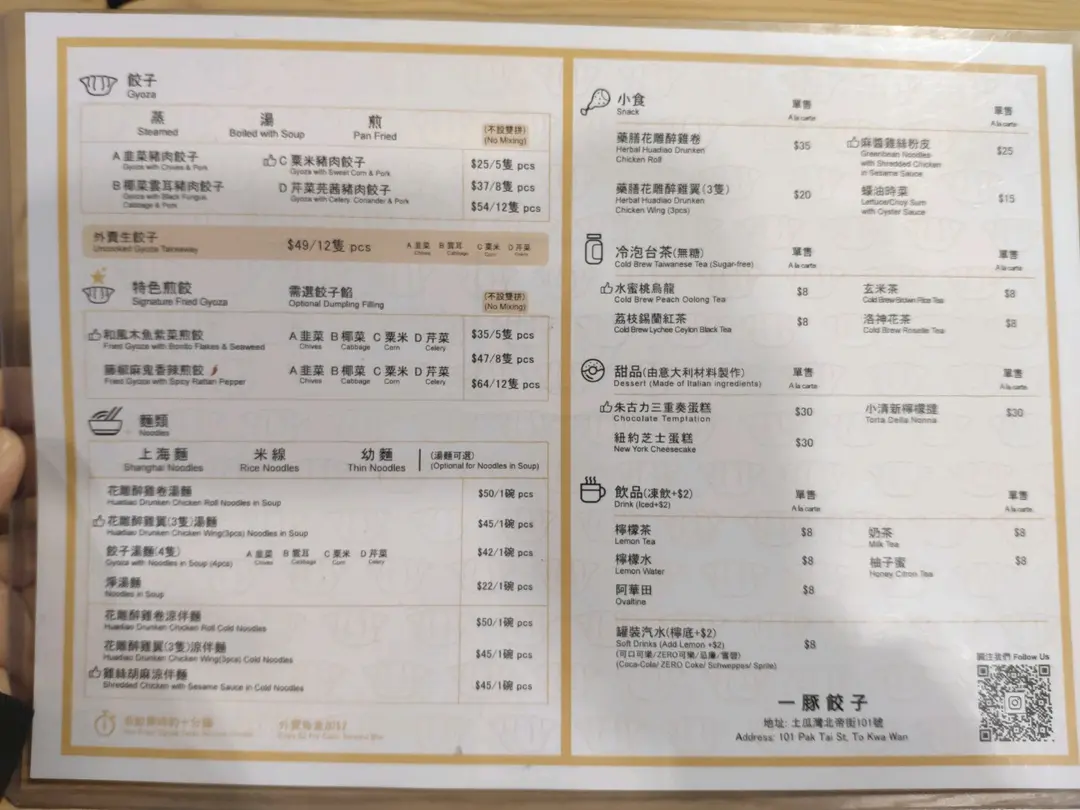 餃子
Gyoza
蒸 湯 煎
Steamed Boiled with Soup Pan Fried
(不設雙拼)
(No Mixing)
A 韮菜豬肉餃子
Gyoza with Chives & Pork
C 粟米豬肉餃子
Gyoza with Sweet Corn & Pork
$25/5隻 pcs
B 椰菜雲耳豬肉餃子
Gyoza with Black Fungus,
Cabbage & Pork
D 芹菜芫茜豬肉餃子
Gyoza with Celery, Coriander & Pork
$37/8隻 pcs
$54/12隻 pcs
外賣生餃子
Uncooked Gyoza Takeaway
$49/12隻 pcs
A 韮菜 B 雲耳 C 粟米 D 芹菜
Chives Cabbage Corn Celery
特色煎餃
Signature Fried Gyoza
需選餃子餡
Optional Dumpling Filling
(不設雙拼)
(No Mixing)
和風木魚紫菜煎餃
Fried Gyoza with Bonito Flakes & Seaweed
A 韮菜 B 椰菜 C 粟米 D 芹菜
Chives Cabbage Corn Celery
$35/5隻 pcs
$47/8隻 pcs
藤椒麻鬼香辣煎餃
Fried Gyoza with Spicy Rattan Pepper
A 韮菜 B 椰菜 C 粟米 D 芹菜
Chives Cabbage Corn Celery
$64/12隻 pcs
麵類
Noodles
上海麵 米線 幼麵
Shanghai Noodles Rice Noodles Thin Noodles
(湯麵可選)
(Optional for Noodles in Soup)
花雕醉雞卷湯麵
Huadiao Drunken Chicken Roll Noodles in Soup
$50/1碗 pcs
花雕醉雞翼(3隻)湯麵
Huadiao Drunken Chicken Wing(3pcs) Noodles in Soup
$45/1碗 pcs
餃子湯麵(4隻)
Gyoza with Noodles in Soup (4pcs)
A 韮菜 B 雲耳 C 粟米 D 芹菜
Chives Cabbage Corn Celery
$42/1碗 pcs
淨湯麵
Noodles in Soup
$22/1碗 pcs
花雕醉雞卷涼伴麵
Huadiao Drunken Chicken Roll Cold Noodles
$50/1碗 pcs
花雕醉雞翼(3隻)涼伴麵
Huadiao Drunken Chicken Wing(3pcs) Cold Noodles
$45/1碗 pcs
雞絲胡麻涼伴麵
Shredded Chicken with Sesame Sauce in Cold Noodles
$45/1碗 pcs
小食
Snack
單售
A la carte
單售
A la carte
藥膳花雕醉雞卷
Herbal Huadiao Drunken
Chicken Roll
$35
麻醬雞絲粉皮
Greenbean Noodles
with Shredded Chicken
in Sesame Sauce
$25
藥膳花雕醉雞翼(3隻)
Herbal Huadiao Drunken
Chicken Wing (3pcs)
$20
蠔油時菜
Lettuce/Choy Sum
with Oyster Sauce
$15
冷泡台茶(無糖)
Cold Brew Taiwanese Tea (Sugar-free)
單售
A la carte
單售
A la carte
水蜜桃烏龍
Cold Brew Peach Oolong Tea
$8
玄米茶
Cold Brew Brown Rice Tea
$8
荔枝錫蘭紅茶
Cold Brew Lychee Ceylon Black Tea
$8
洛神花茶
Cold Brew Roselle Tea
$8
甜品(由意大利材料製作)
Dessert (Made of Italian ingredients)
單售
A la carte
單售
A la carte
朱古力三重奏蛋糕
Chocolate Temptation
$30
小清新檸檬撻
Torta Della Nonna
$30
紐約芝士蛋糕
New York Cheesecake
$30
飲品(凍飲+$2)
Drink (Iced+$2)
單售
A la carte
單售
A la carte
檸檬茶
Lemon Tea
$8
奶茶
Milk Tea
$8
檸檬水
Lemon Water
$8
柚子蜜
Honey Citron Tea
$8
阿華田
Ovaltine
$8
罐裝汽水(檸底+$2)
Soft Drinks (Add Lemon +$2)
(可口可樂/ZERO可樂/忌廉/雪碧)
(Coca-Cola/ ZERO Coke/ Schweppes/ Sprite)
$8
關注我們 Follow Us
一豚餃子
地址: 土瓜灣北帝街101號
Address: 101 Pak Tai St, To Kwa Wan